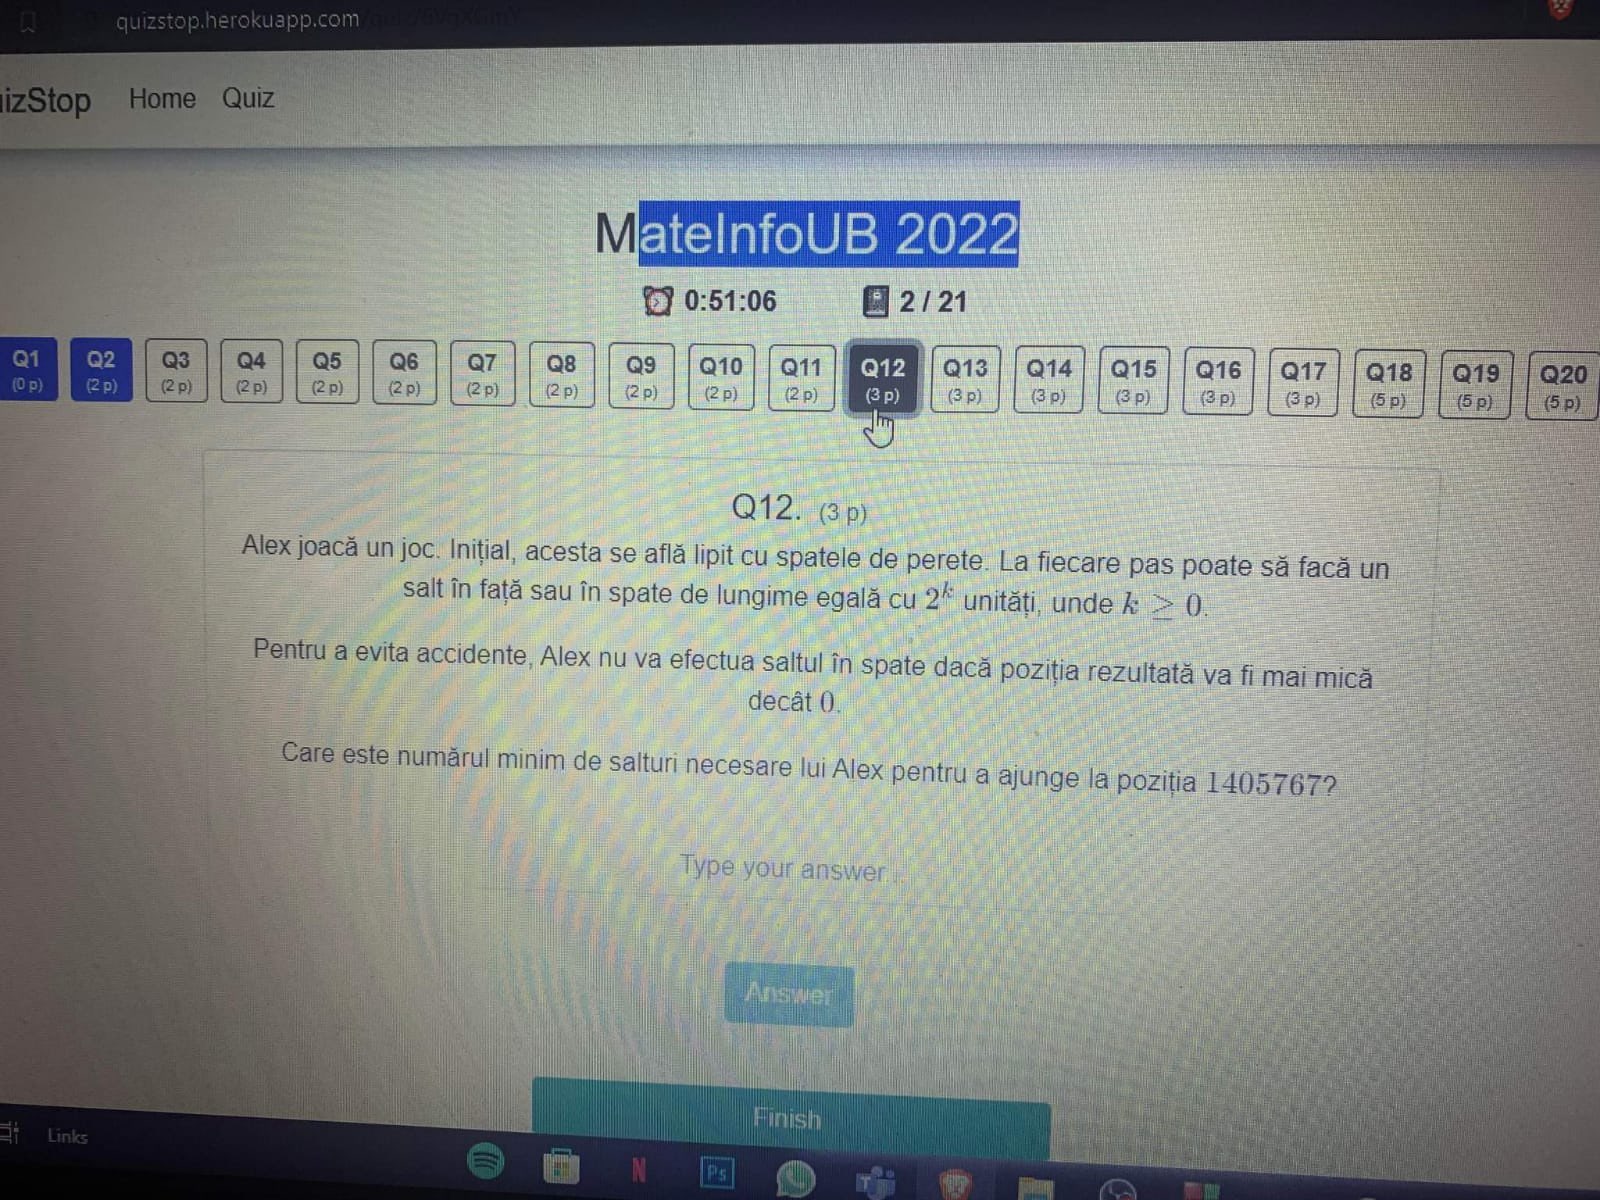 quizstop.herokuapp.com
izStop Home Quiz
MateInfoUB 2022
0:51:06 2 / 21
Q1 Q2 Q3 Q4 Q5 Q6 Q7 Q8 Q9 Q10 Q11 Q12 Q13 Q14 Q15 Q16 Q17 Q18 Q19 Q20
(0 p) (2 p) (2 p) (2 p) (2 p) (2 p) (2 p) (2 p) (2 p) (2 p) (2 p) (3 p) (3 p) (3 p) (3 p) (3 p) (3 p) (5 p) (5 p) (5 p)
Q12. (3 p)
Alex joacă un joc. Inițial, acesta se află lipit cu spatele de perete. La fiecare pas poate să facă un
salt în față sau în spate de lungime egală cu 2^k unități, unde k ≥ 0.
Pentru a evita accidente, Alex nu va efectua saltul în spate dacă poziția rezultată va fi mai mică
decât 0.
Care este numărul minim de salturi necesare lui Alex pentru a ajunge la poziția 1405767?
Type your answer
Answer
Finish
Links
N
Ps
T